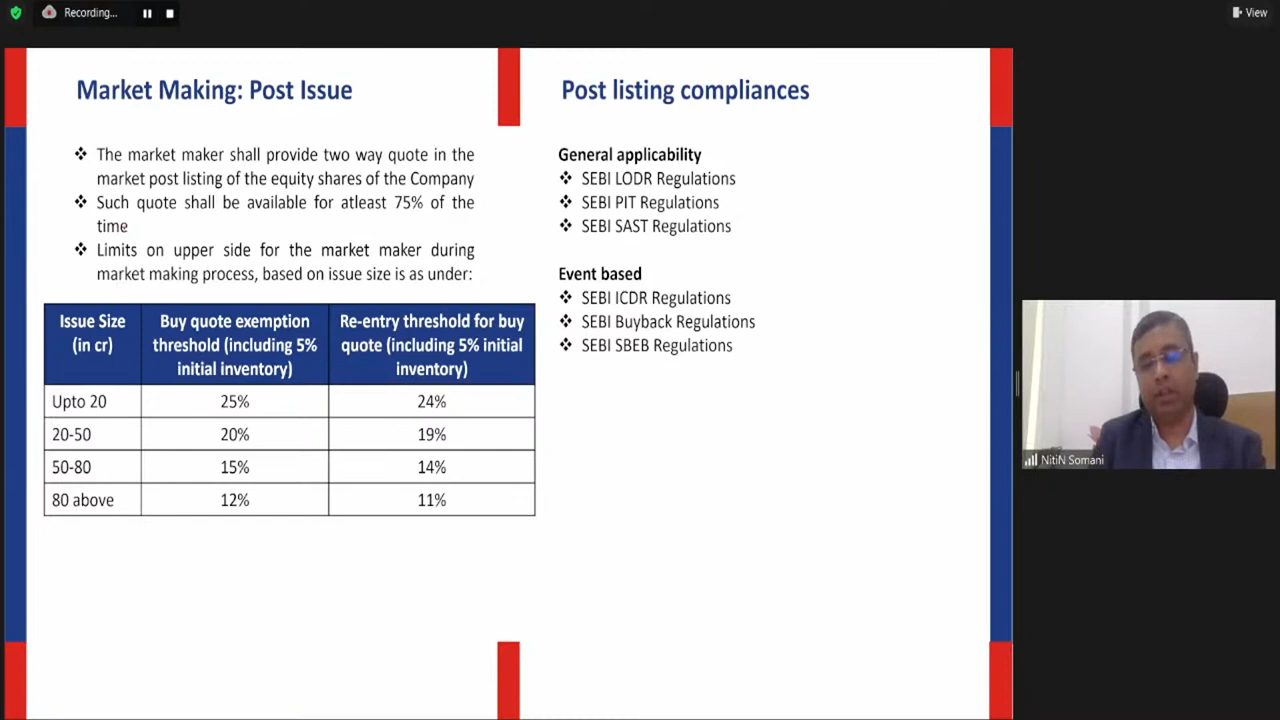 Recording...
View
Market Making: Post Issue
❖ The market maker shall provide two way quote in the
market post listing of the equity shares of the Company
❖ Such quote shall be available for atleast 75% of the
time
❖ Limits on upper side for the market maker during
market making process, based on issue size is as under:
Issue Size
(in cr)
Buy quote exemption
threshold (including 5%
initial inventory)
Re-entry threshold for buy
quote (including 5% initial
inventory)
Upto 20 25% 24%
20-50 20% 19%
50-80 15% 14%
80 above 12% 11%
Post listing compliances
General applicability
❖ SEBI LODR Regulations
❖ SEBI PIT Regulations
❖ SEBI SAST Regulations
Event based
❖ SEBI ICDR Regulations
❖ SEBI Buyback Regulations
❖ SEBI SBEB Regulations
NitiN Somani